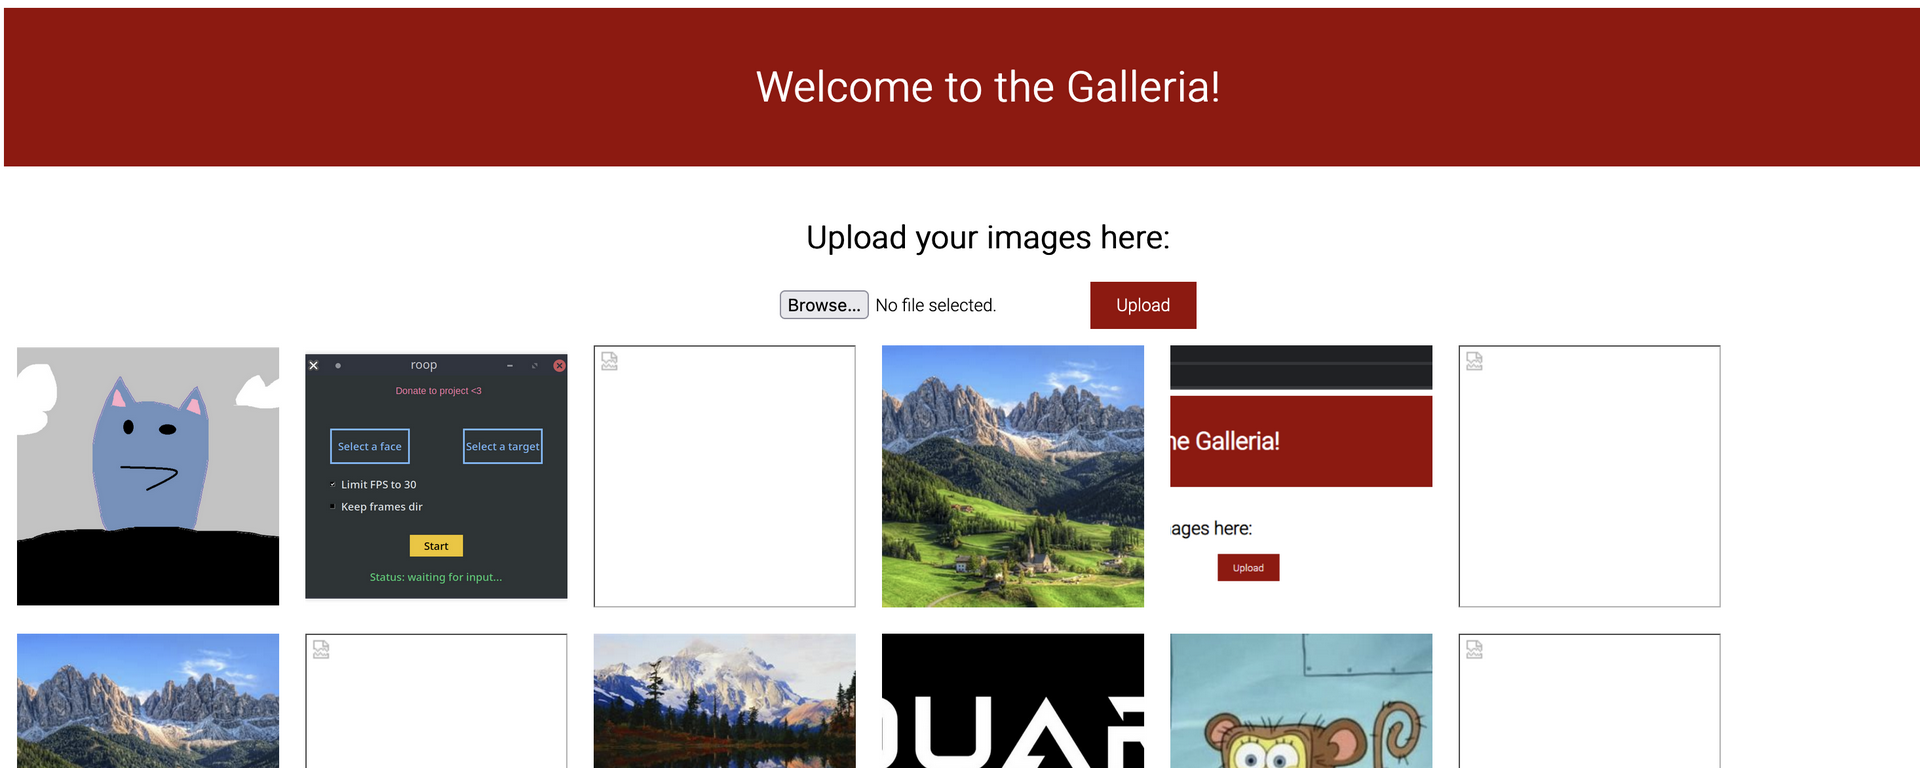 Welcome to the Galleria!
Upload your images here:
Browse... No file selected. Upload
roop
Donate to project <3
Select a face Select a target
Limit FPS to 30
Keep frames dir
Start
Status: waiting for input...
he Galleria!
ages here:
Upload